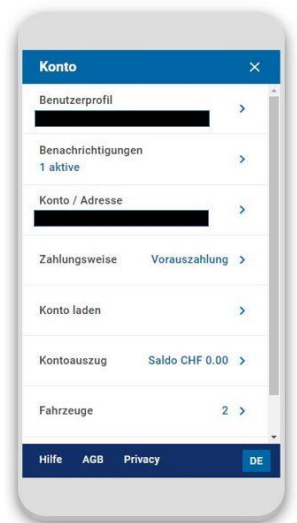 Konto
Benutzerprofil
Benachrichtigungen
1 aktive
Konto / Adresse
Zahlungsweise Vorauszahlung
Konto laden
Kontoauszug Saldo CHF 0.00
Fahrzeuge 2
Hilfe AGB Privacy DE